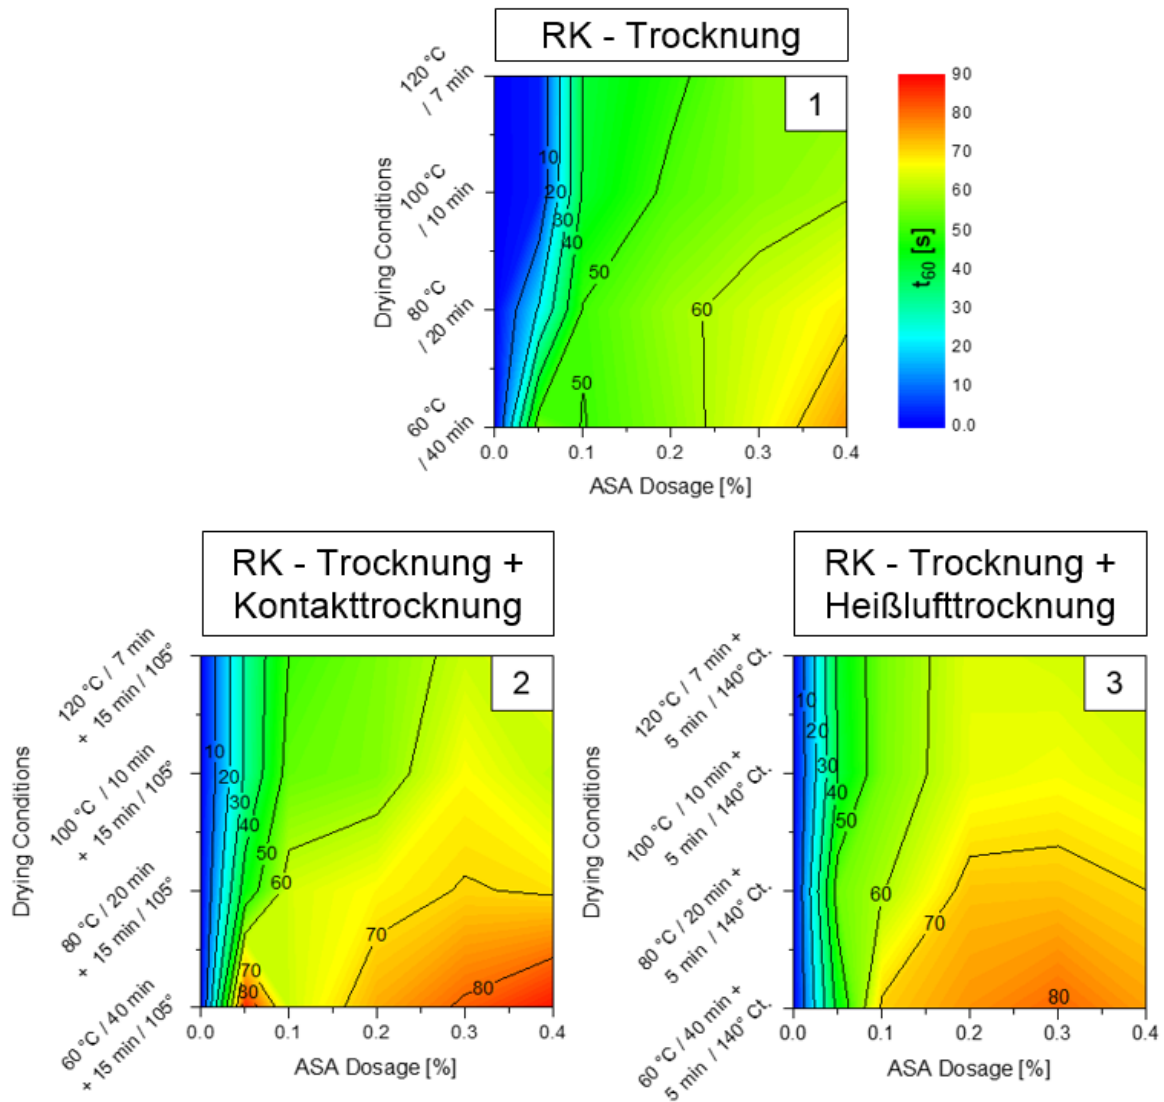 RK - Trocknung
1
120 °C
/ 7 min
100 °C
/ 10 min
80 °C
/ 20 min
60 °C
/ 40 min
Drying Conditions
10
20
30
40
50
60
50
0.0
0.1
0.2
0.3
0.4
ASA Dosage [%]
90
80
70
60
50
40
30
20
10
0.0
t60 [s]
RK - Trocknung +
Kontakttrocknung
2
120 °C / 7 min
+ 15 min / 105°
100 °C / 10 min
+ 15 min / 105°
80 °C / 20 min
+ 15 min / 105°
60 °C / 40 min
+ 15 min / 105°
Drying Conditions
10
20
30
40
50
60
70
70
80
80
0.0
0.1
0.2
0.3
0.4
ASA Dosage [%]
RK - Trocknung +
Heißlufttrocknung
3
120 °C / 7 min +
5 min / 140° Ct.
100 °C / 10 min +
5 min / 140° Ct.
80 °C / 20 min +
5 min / 140° Ct.
60 °C / 40 min +
5 min / 140° Ct.
Drying Conditions
10
20
30
40
50
60
70
80
0.0
0.1
0.2
0.3
0.4
ASA Dosage [%]